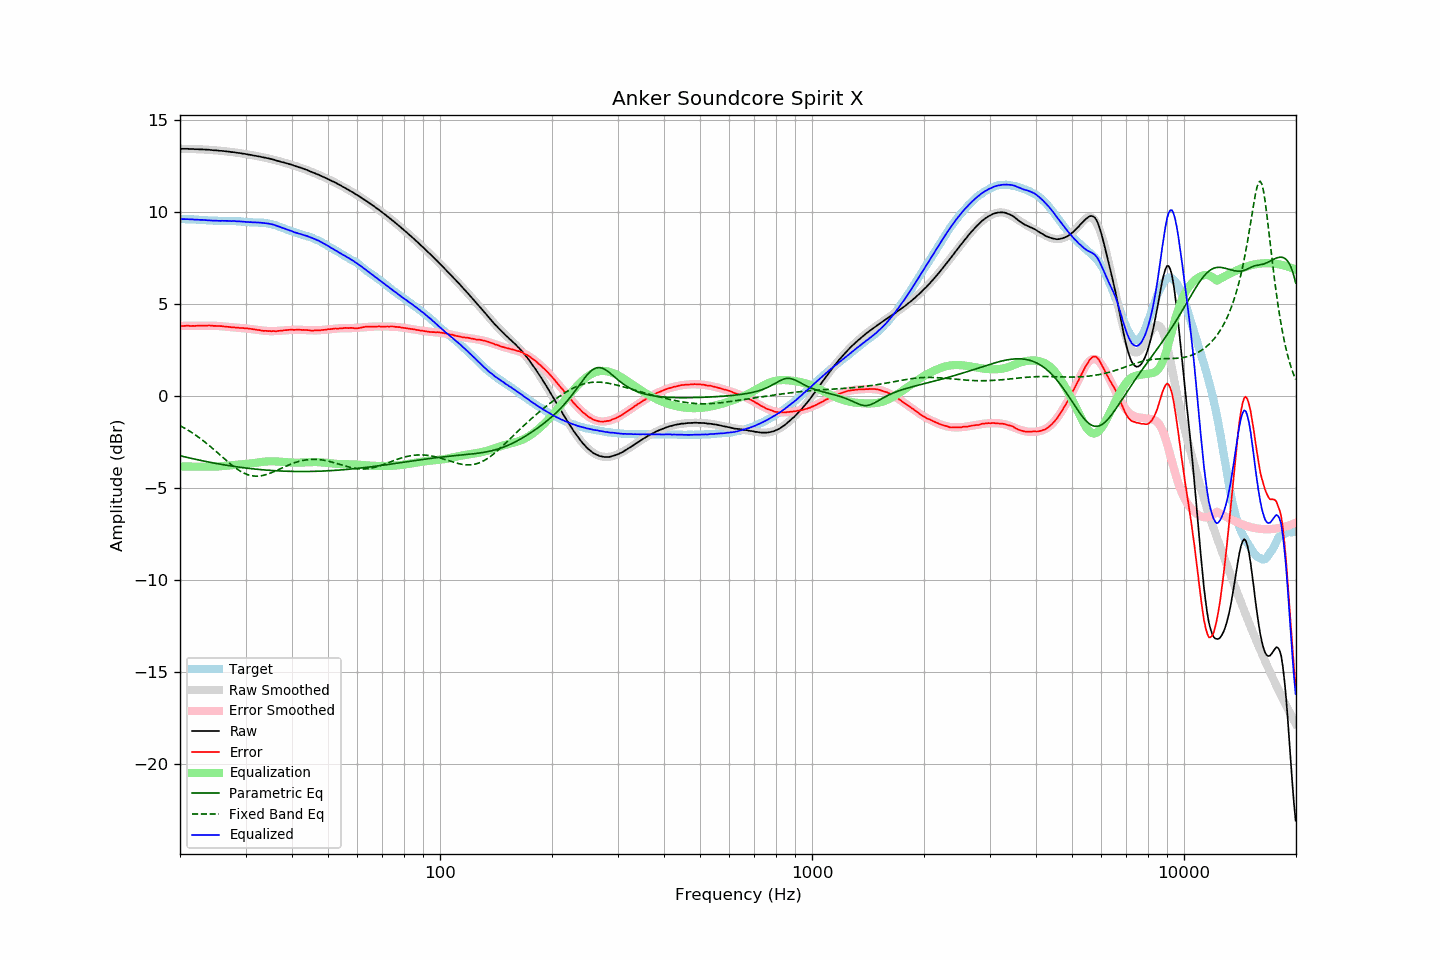 Anker Soundcore Spirit X
15
10
5
0
−5
−10
−15
−20
Amplitude (dBr)
Target
Raw Smoothed
Error Smoothed
Raw
Error
Equalization
Parametric Eq
Fixed Band Eq
Equalized
100
1000
10000
Frequency (Hz)